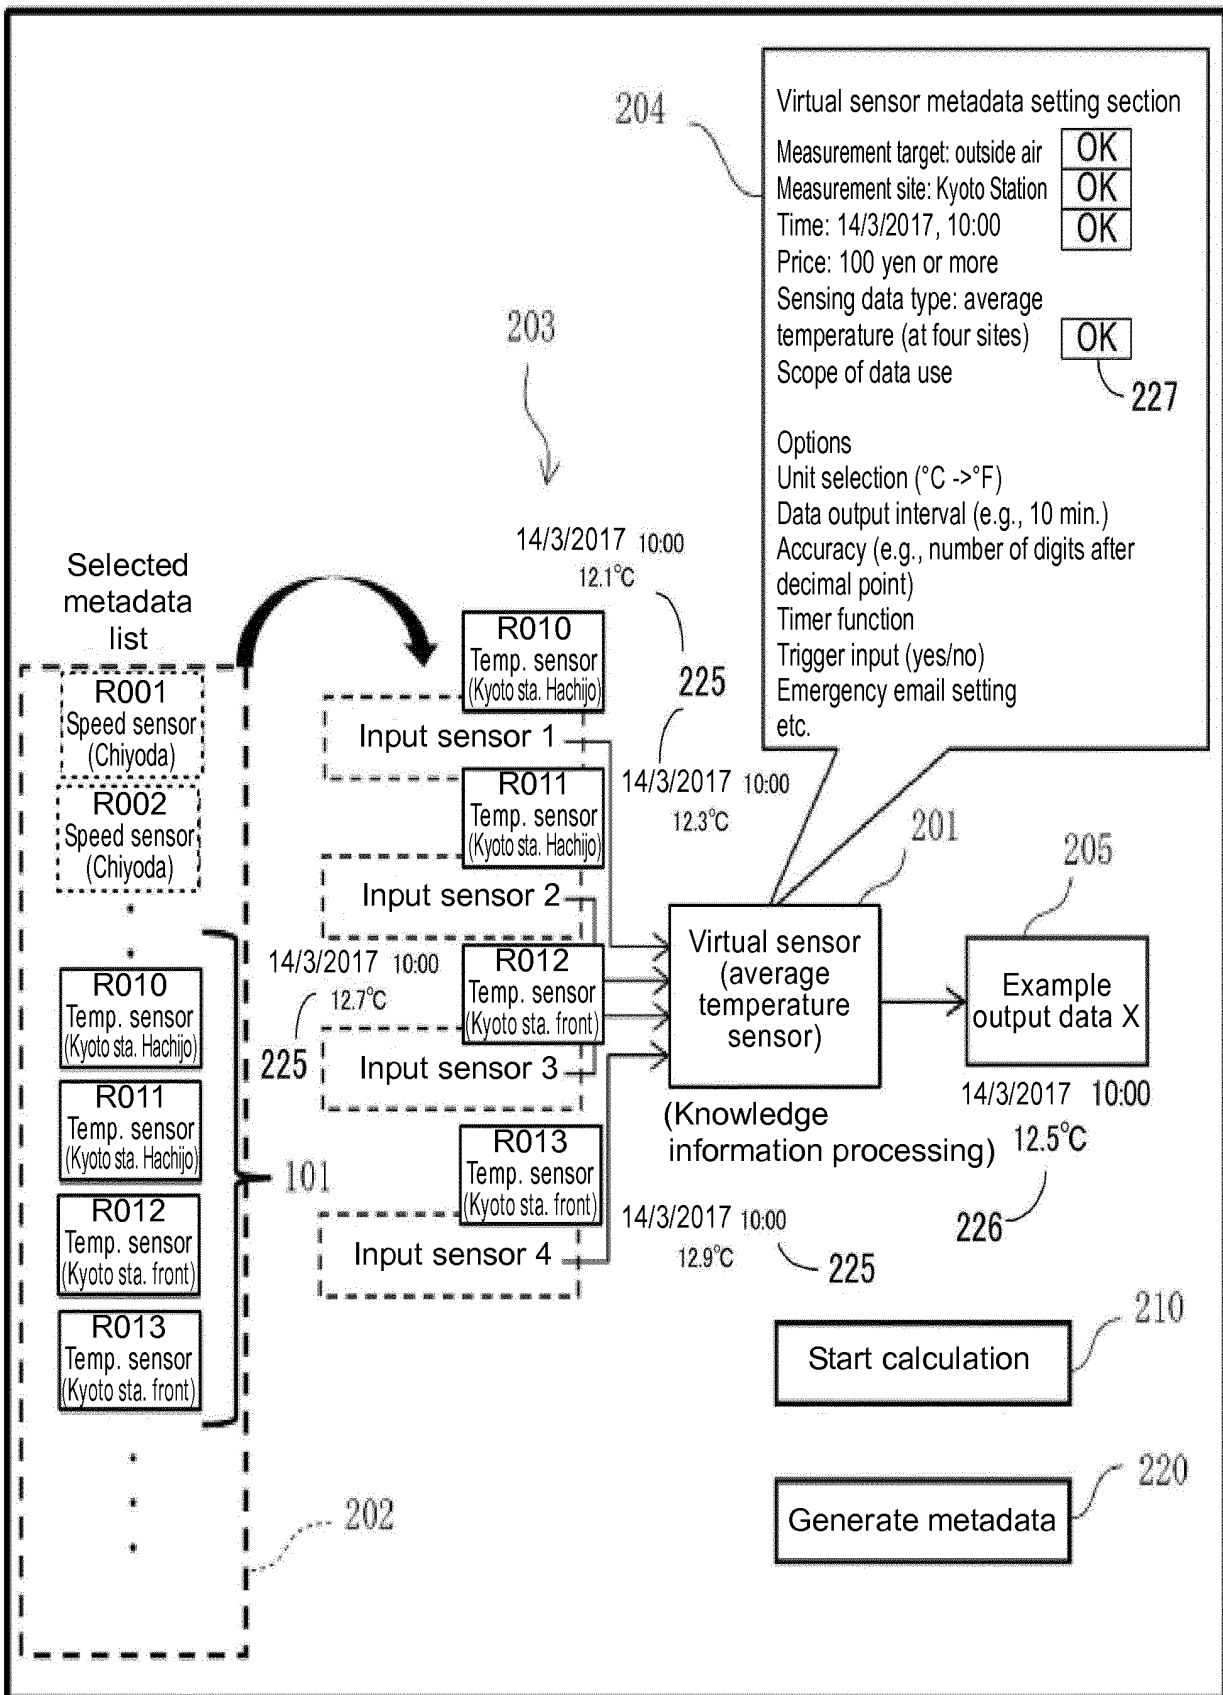 204
Virtual sensor metadata setting section
Measurement target: outside air OK
Measurement site: Kyoto Station OK
Time: 14/3/2017, 10:00 OK
Price: 100 yen or more
Sensing data type: average
temperature (at four sites) OK
Scope of data use
227
Options
Unit selection (°C ->°F)
Data output interval (e.g., 10 min.)
Accuracy (e.g., number of digits after
decimal point)
Timer function
Trigger input (yes/no)
Emergency email setting
etc.
203
14/3/2017 10:00
12.1°C
225
Selected
metadata
list
R001
Speed sensor
(Chiyoda)
R002
Speed sensor
(Chiyoda)
R010
Temp. sensor
(Kyoto sta. Hachijo)
R011
Temp. sensor
(Kyoto sta. Hachijo)
R012
Temp. sensor
(Kyoto sta. front)
R013
Temp. sensor
(Kyoto sta. front)
101
202
R010
Temp. sensor
(Kyoto sta. Hachijo)
Input sensor 1
R011
Temp. sensor
(Kyoto sta. Hachijo)
14/3/2017 10:00
12.3°C
Input sensor 2
14/3/2017 10:00
12.7°C
225
R012
Temp. sensor
(Kyoto sta. front)
Input sensor 3
R013
Temp. sensor
(Kyoto sta. front)
Input sensor 4
14/3/2017 10:00
12.9°C
225
201
Virtual sensor
(average
temperature
sensor)
(Knowledge
information processing)
205
Example
output data X
14/3/2017 10:00
12.5°C
226
210
Start calculation
220
Generate metadata